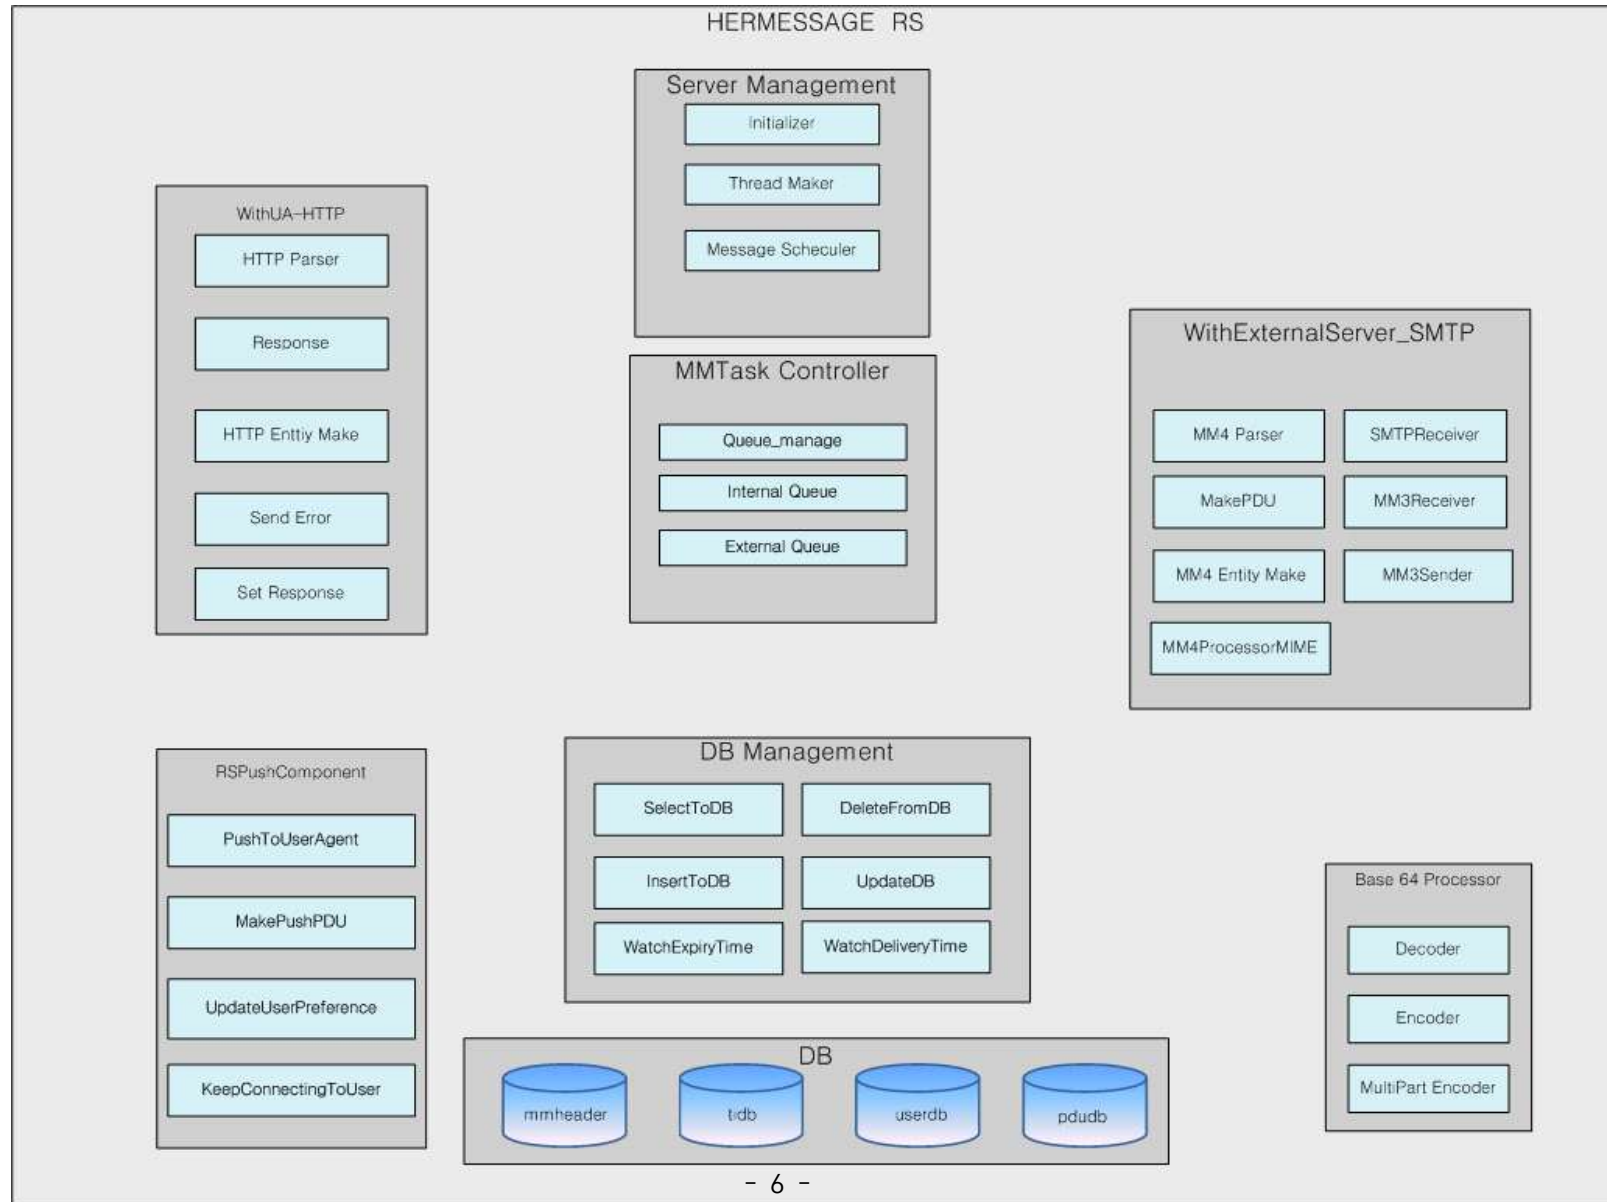 HERMESSAGE RS
Server Management
Initializer
Thread Maker
Message Scheculer
WithUA-HTTP
HTTP Parser
Response
HTTP Enttiy Make
Send Error
Set Response
MMTask Controller
Queue_manage
Internal Queue
External Queue
WithExternalServer_SMTP
MM4 Parser
SMTPReceiver
MakePDU
MM3Receiver
MM4 Entity Make
MM3Sender
MM4ProcessorMIME
RSPushComponent
PushToUserAgent
MakePushPDU
UpdateUserPreference
KeepConnectingToUser
DB Management
SelectToDB
DeleteFromDB
InsertToDB
UpdateDB
WatchExpiryTime
WatchDeliveryTime
Base 64 Processor
Decoder
Encoder
MultiPart Encoder
DB
mmheader
tidb
userdb
pdudb
- 6 -